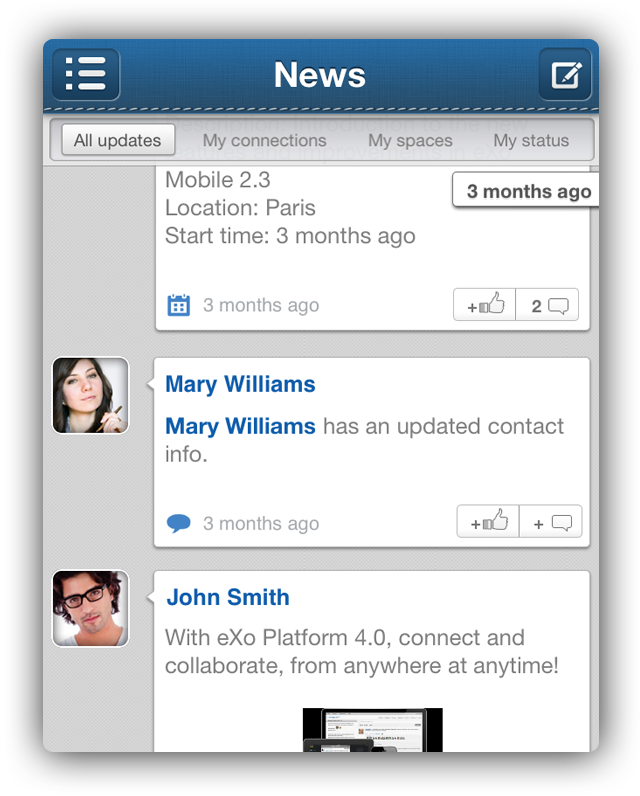 News
All updates
My connections
My spaces
My status
Mobile 2.3
3 months ago
Location: Paris
Start time: 3 months ago
3 months ago
+
2
Mary Williams
Mary Williams has an updated contact
info.
3 months ago
+
+
John Smith
With eXo Platform 4.0, connect and
collaborate, from anywhere at anytime!